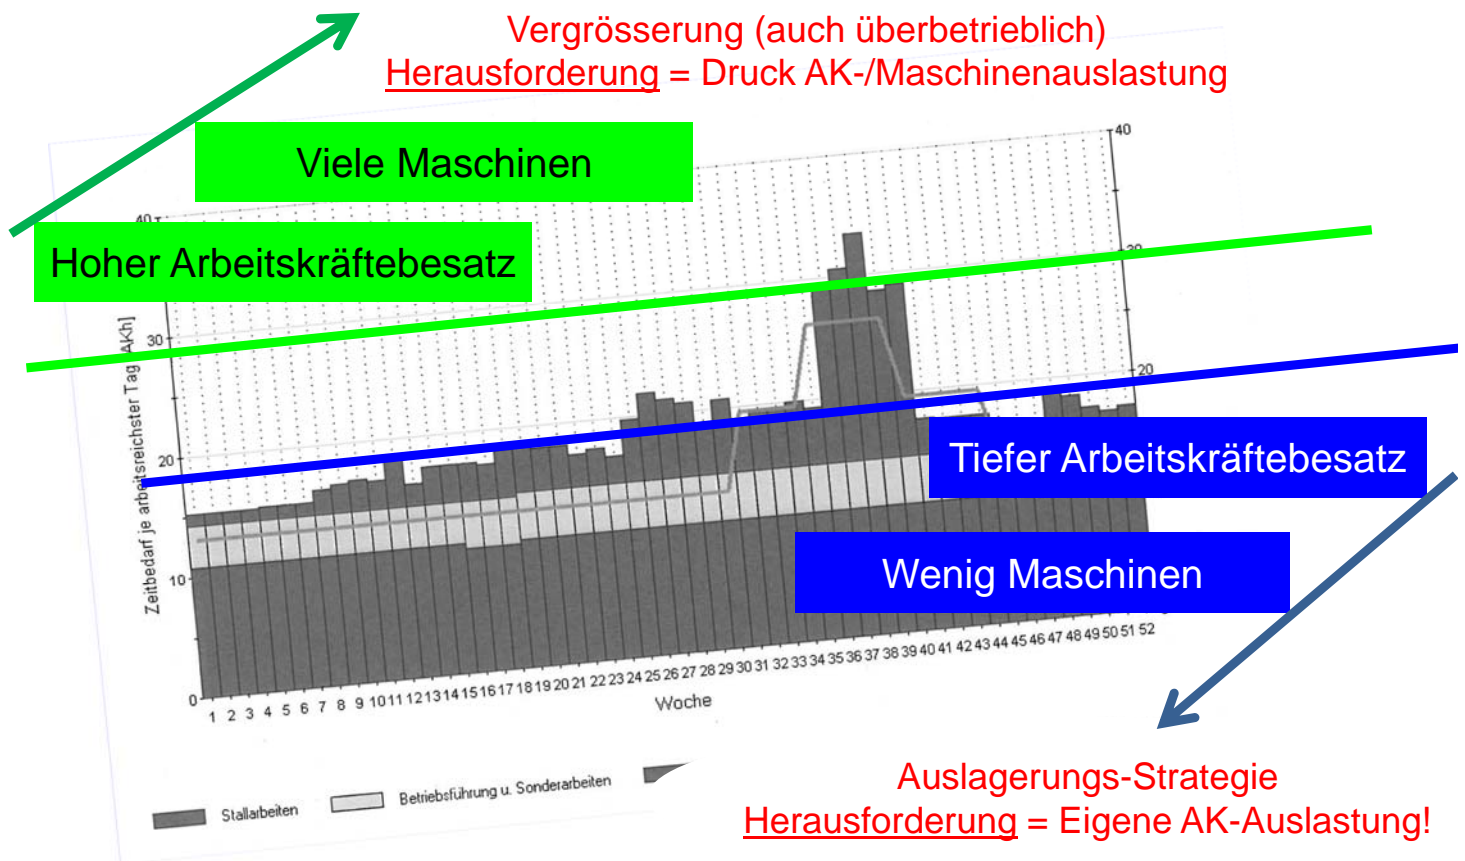 Vergrösserung (auch überbetrieblich)
Herausforderung = Druck AK-/Maschinenauslastung
Viele Maschinen
Hoher Arbeitskräftebesatz
40
40
30
20
20
10
0
Zeitbedarf je arbeitsreichster Tag [AKh]
Tiefer Arbeitskräftebesatz
Wenig Maschinen
1 2 3 4 5 6 7 8 9 10 11 12 13 14 15 16 17 18 19 20 21 22 23 24 25 26 27 28 29 30 31 32 33 34 35 36 37 38 39 40 41 42 43 44 45 46 47 48 49 50 51 52
Woche
Stallarbeiten
Betriebsführung u. Sonderarbeiten
Auslagerungs-Strategie
Herausforderung = Eigene AK-Auslastung!